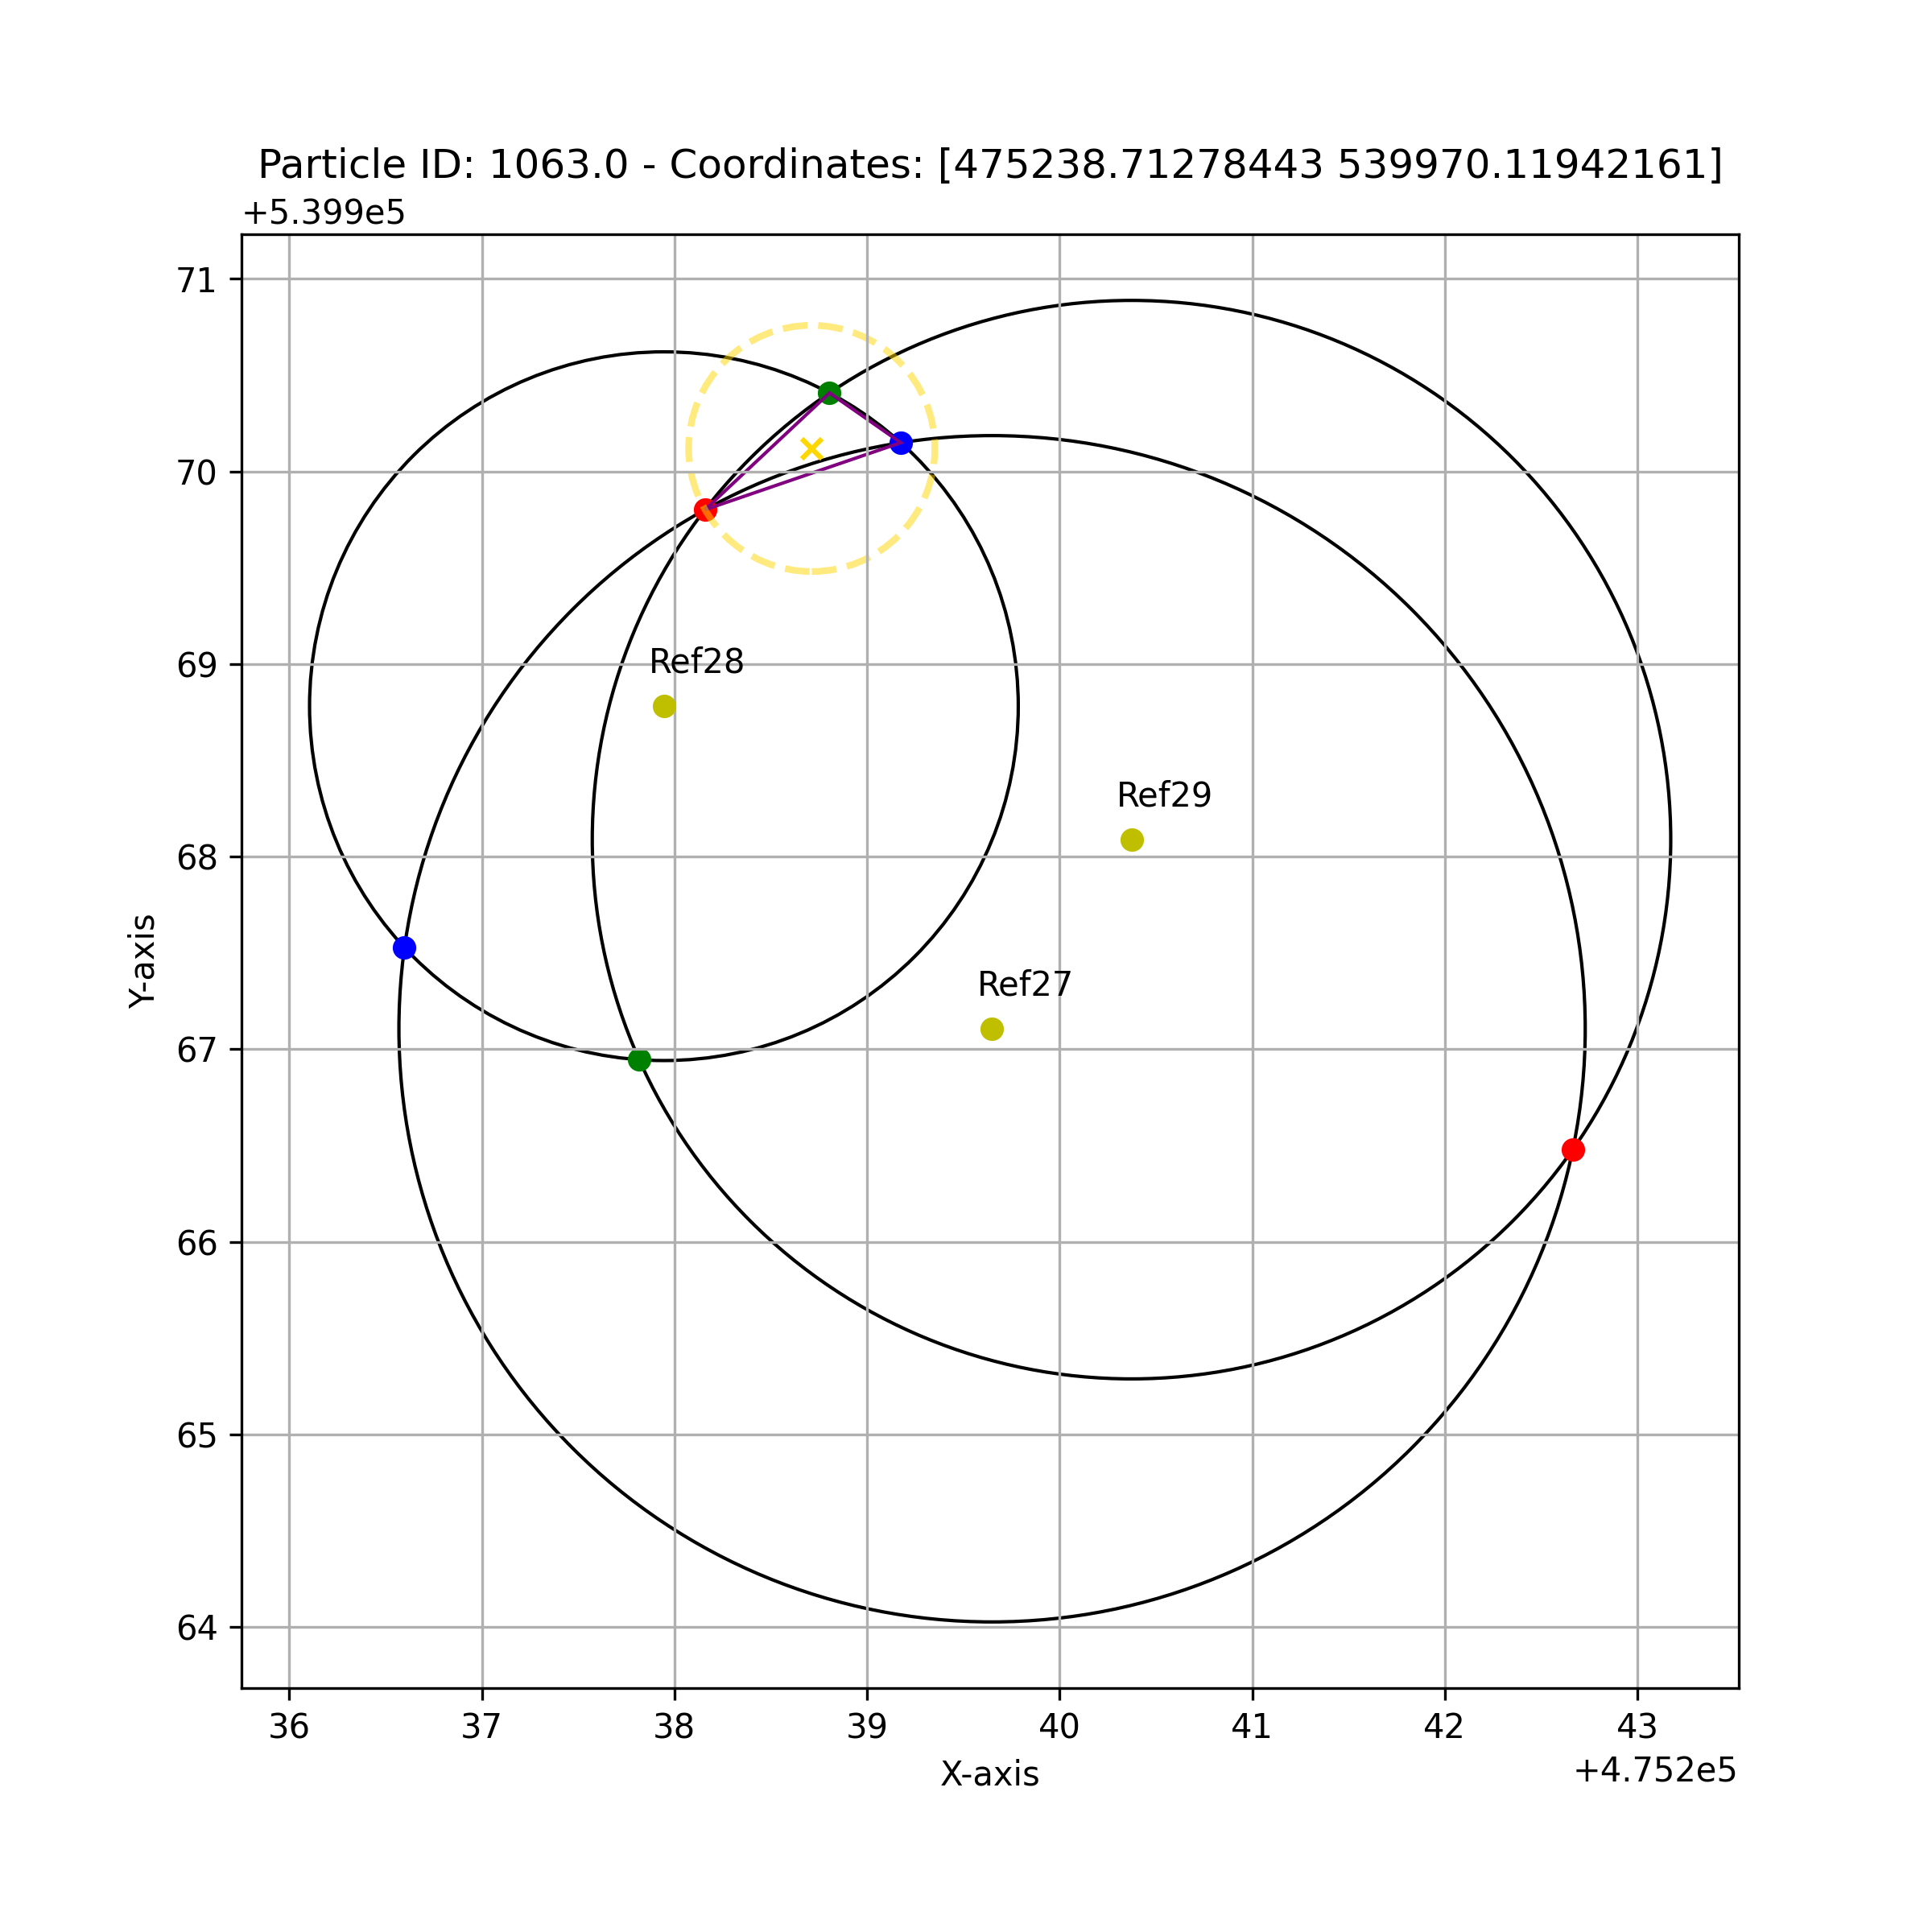 Particle ID: 1063.0 - Coordinates: [475238.71278443 539970.11942161]
+5.399e5
71
70
69
68
67
66
65
64
Y-axis
Ref28
Ref29
Ref27
36 37 38 39 40 41 42 43
X-axis
+4.752e5